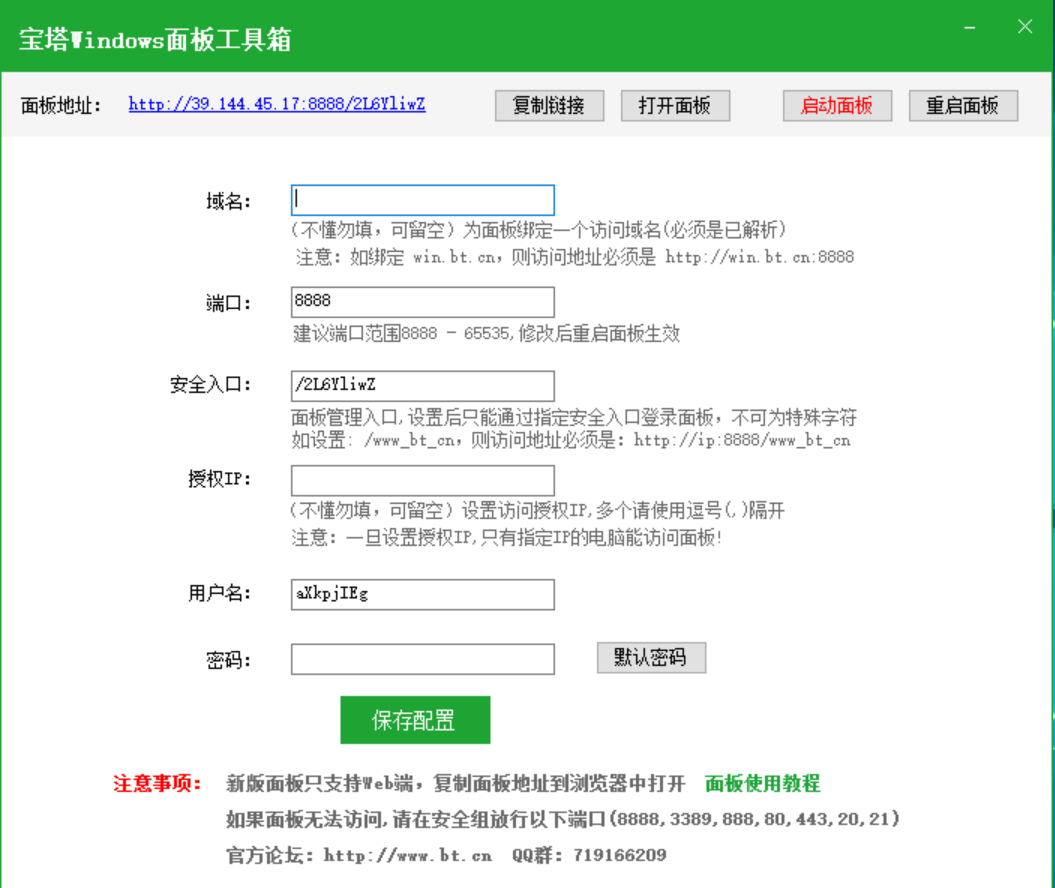 宝塔Windows面板工具箱
面板地址: http://39.144.45.17:8888/2L6YliwZ 复制链接 打开面板 启动面板 重启面板
域名:
(不懂勿填，可留空) 为面板绑定一个访问域名(必须是已解析)
注意: 如绑定 win.bt.cn，则访问地址必须是 http://win.bt.cn:8888
端口: 8888
建议端口范围8888 - 65535,修改后重启面板生效
安全入口: /2L6YliwZ
面板管理入口,设置后只能通过指定安全入口登录面板，不可为特殊字符
如设置: /www_bt_cn，则访问地址必须是: http://ip:8888/www_bt_cn
授权IP:
(不懂勿填，可留空) 设置访问授权IP,多个请使用逗号(,)隔开
注意: 一旦设置授权IP,只有指定IP的电脑能访问面板!
用户名: aXkpjIEg
密码: 默认密码
保存配置
注意事项: 新版面板只支持Web端，复制面板地址到浏览器中打开 面板使用教程
如果面板无法访问,请在安全组放行以下端口(8888,3389,888,80,443,20,21)
官方论坛: http://www.bt.cn QQ群: 719166209